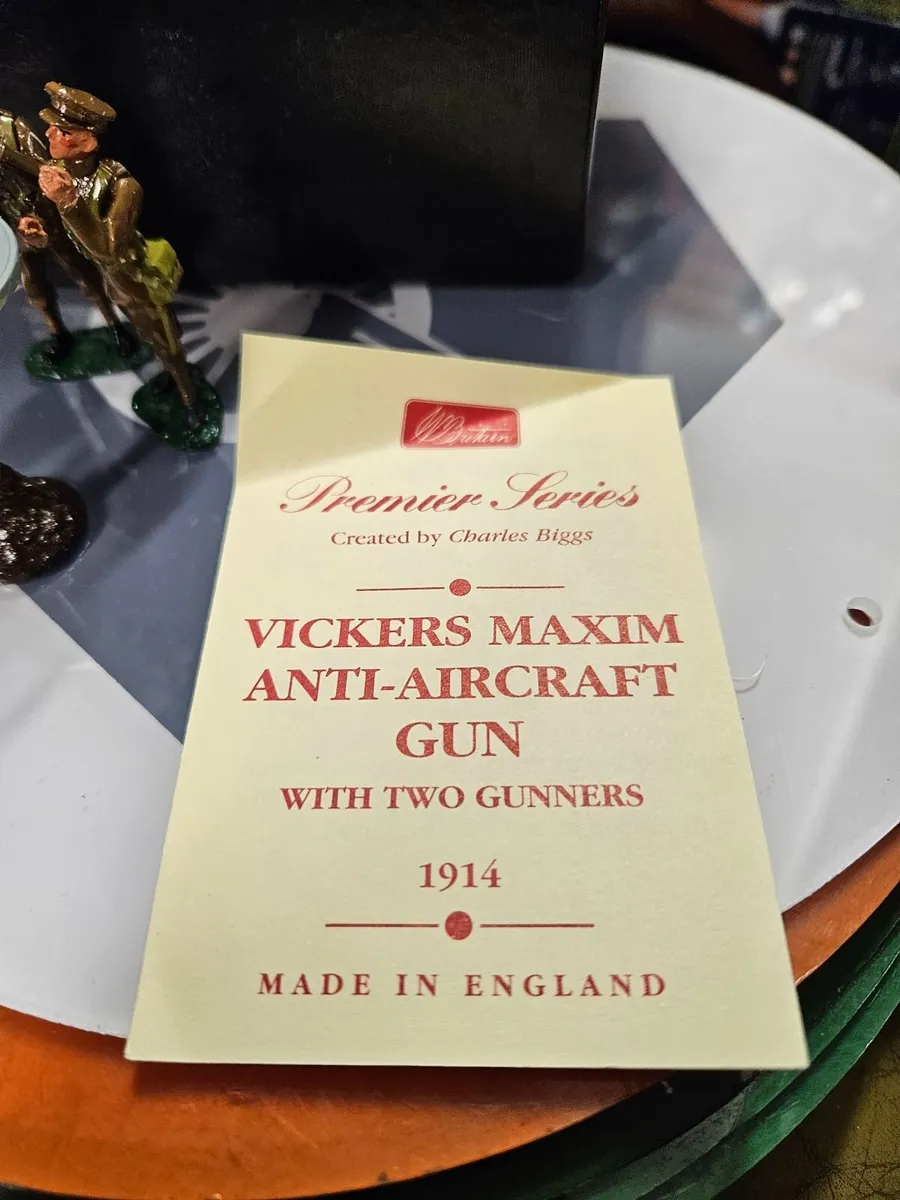 W Britain
Premier Series
Created by Charles Biggs
VICKERS MAXIM
ANTI-AIRCRAFT
GUN
WITH TWO GUNNERS
1914
MADE IN ENGLAND